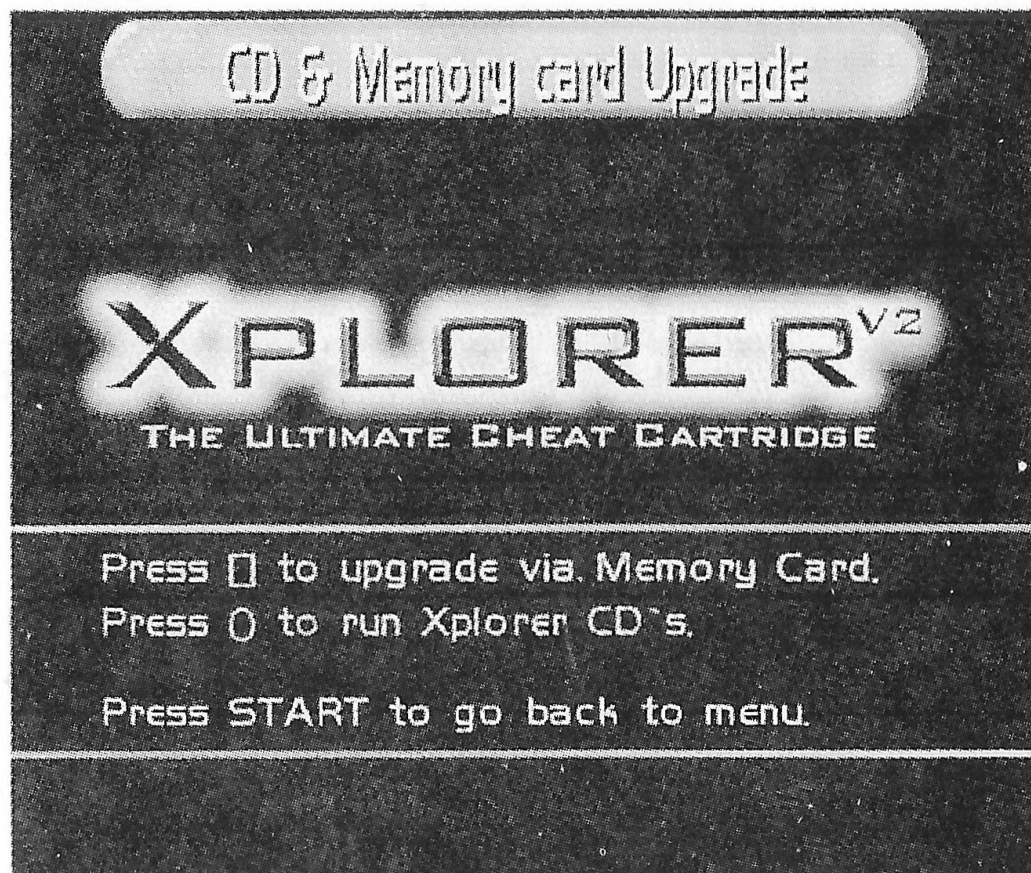 CD & Memory card Upgrade
XPLORER V2
THE ULTIMATE CHEAT CARTRIDGE
Press □ to upgrade via. Memory Card.
Press O to run Xplorer CD`s.
Press START to go back to menu.